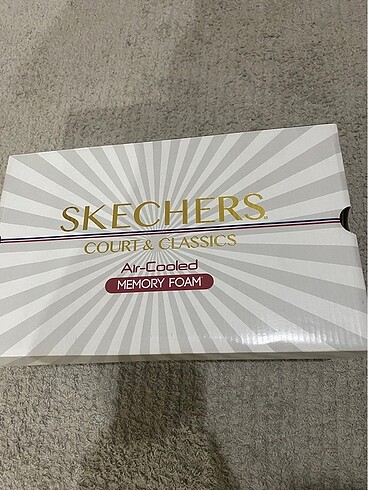 SKECHERS
COURT & CLASSICS
Air-Cooled
MEMORY FOAM